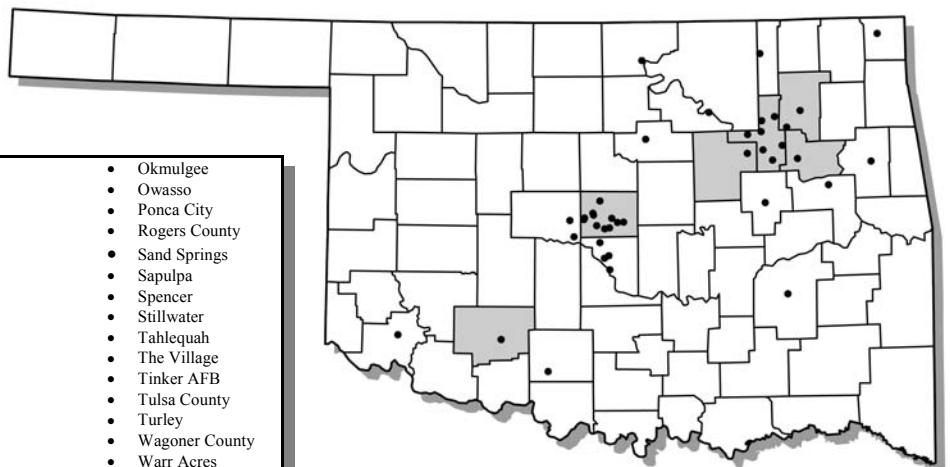 • Okmulgee
• Owasso
• Ponca City
• Rogers County
• Sand Springs
• Sapulpa
• Spencer
• Stillwater
• Tahlequah
• The Village
• Tinker AFB
• Tulsa County
• Turley
• Wagoner County
• Warr Acres